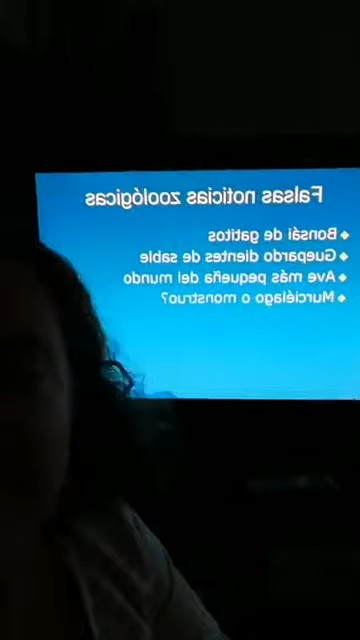 Falsas noticias zoológicas
Bonsái de gatitos
Guepardo dientes de sable
Ave más pequeña del mundo
Murciélago o monstruo?